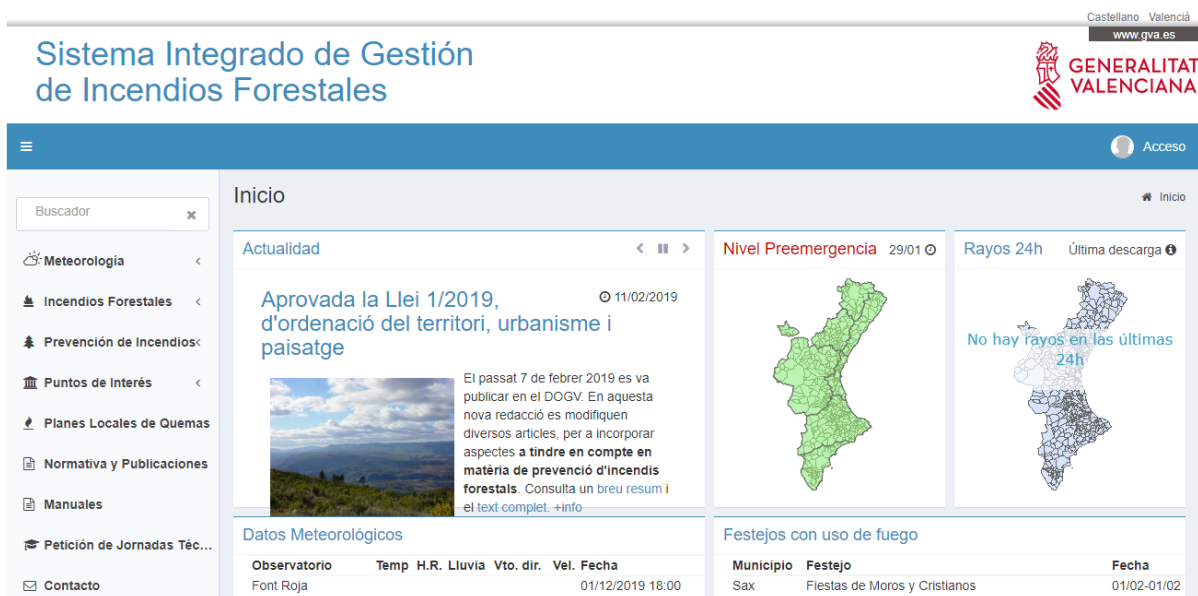 Castellano Valencià
www.gva.es
Sistema Integrado de Gestión
de Incendios Forestales
GENERALITAT
VALENCIANA
Acceso
Buscador
Meteorología
Incendios Forestales
Prevención de Incendios
Puntos de Interés
Planes Locales de Quemas
Normativa y Publicaciones
Manuales
Petición de Jornadas Téc...
Contacto
Inicio
Inicio
Actualidad
Aprovada la Llei 1/2019,
d'ordenació del territori, urbanisme i
paisatge
11/02/2019
El passat 7 de febrer 2019 es va
publicar en el DOGV. En aquesta
nova redacció es modifiquen
diversos articles, per a incorporar
aspectes a tindre en compte en
matèria de prevenció d'incendis
forestals. Consulta un breu resum i
el text complet. +info
Nivel Preemergencia 29/01
Rayos 24h Última descarga
No hay rayos en las últimas
24h
Datos Meteorológicos
Observatorio Temp H.R. Lluvia Vto. dir. Vel. Fecha
Font Roja 01/12/2019 18:00
Festejos con uso de fuego
Municipio Festejo Fecha
Sax Fiestas de Moros y Cristianos 01/02-01/02